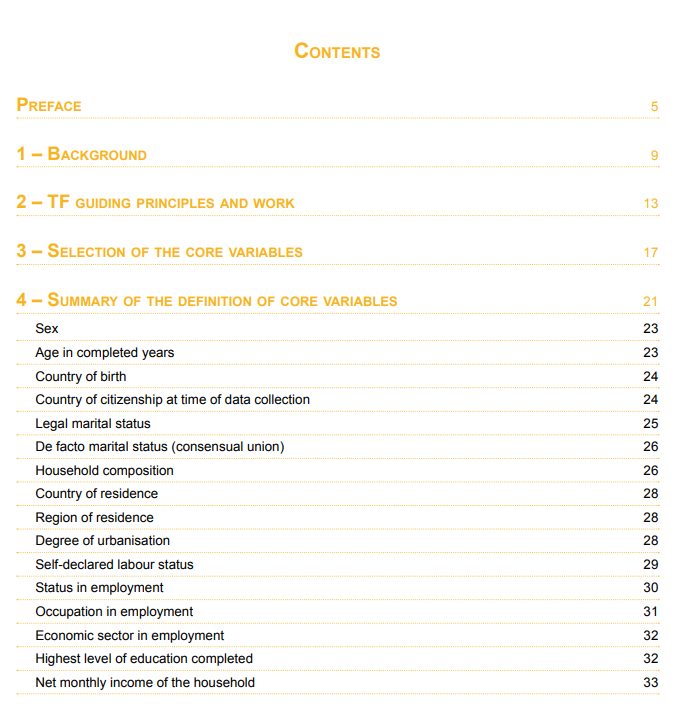 Contents
Preface 5
1 – Background 9
2 – TF guiding principles and work 13
3 – Selection of the core variables 17
4 – Summary of the definition of core variables 21
Sex 23
Age in completed years 23
Country of birth 24
Country of citizenship at time of data collection 24
Legal marital status 25
De facto marital status (consensual union) 26
Household composition 26
Country of residence 28
Region of residence 28
Degree of urbanisation 28
Self-declared labour status 29
Status in employment 30
Occupation in employment 31
Economic sector in employment 32
Highest level of education completed 32
Net monthly income of the household 33